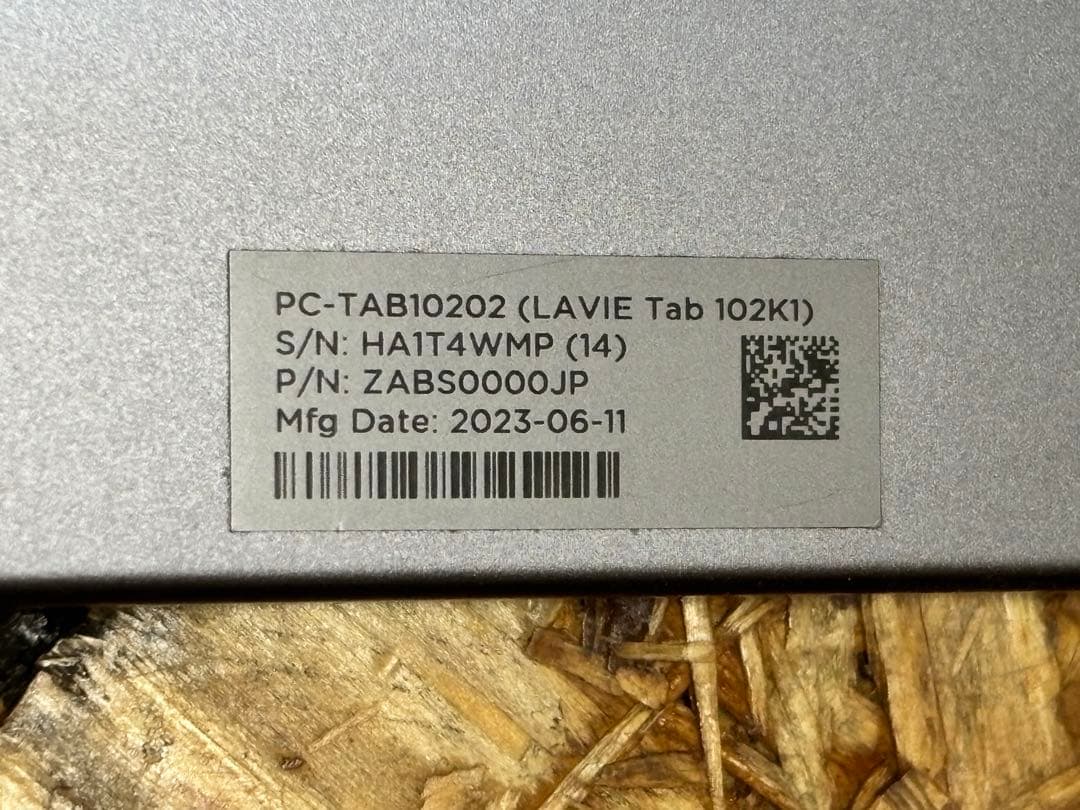 PC-TAB10202 (LAVIE Tab 102K1)
S/N: HA1T4WMP (14)
P/N: ZABS0000JP
Mfg Date: 2023-06-11